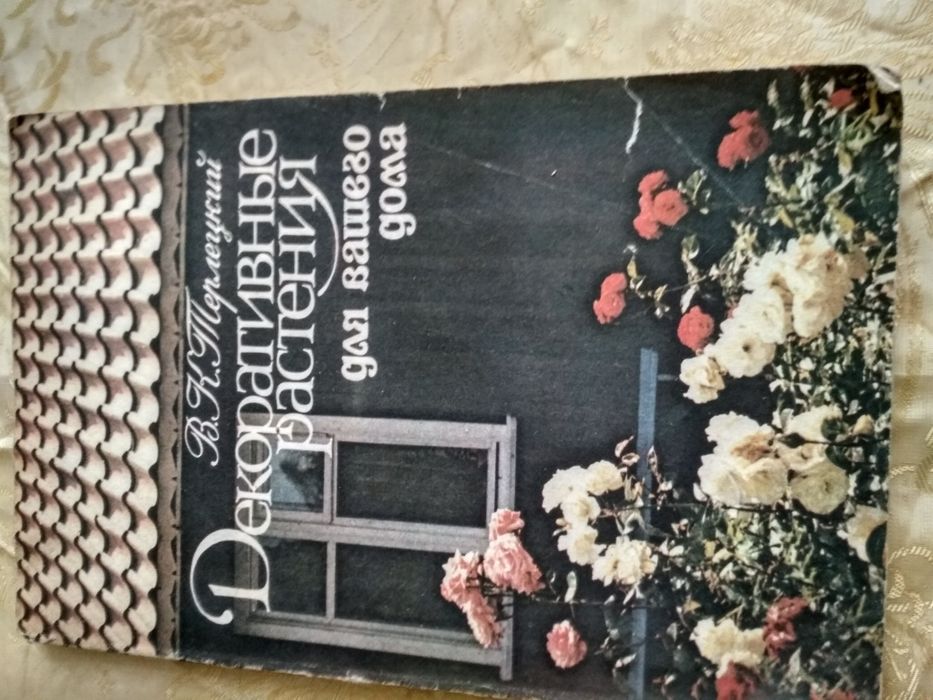 В.К.Терлецкий
Декоративные
растения
для вашего
дома